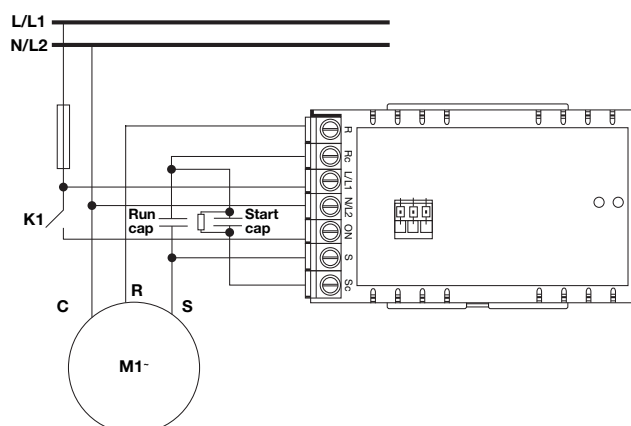 L/L1
N/L2
R
Rc
L/L1
N/L2
ON
S
Sc
K1
Run
cap
Start
cap
C
R
S
M1~